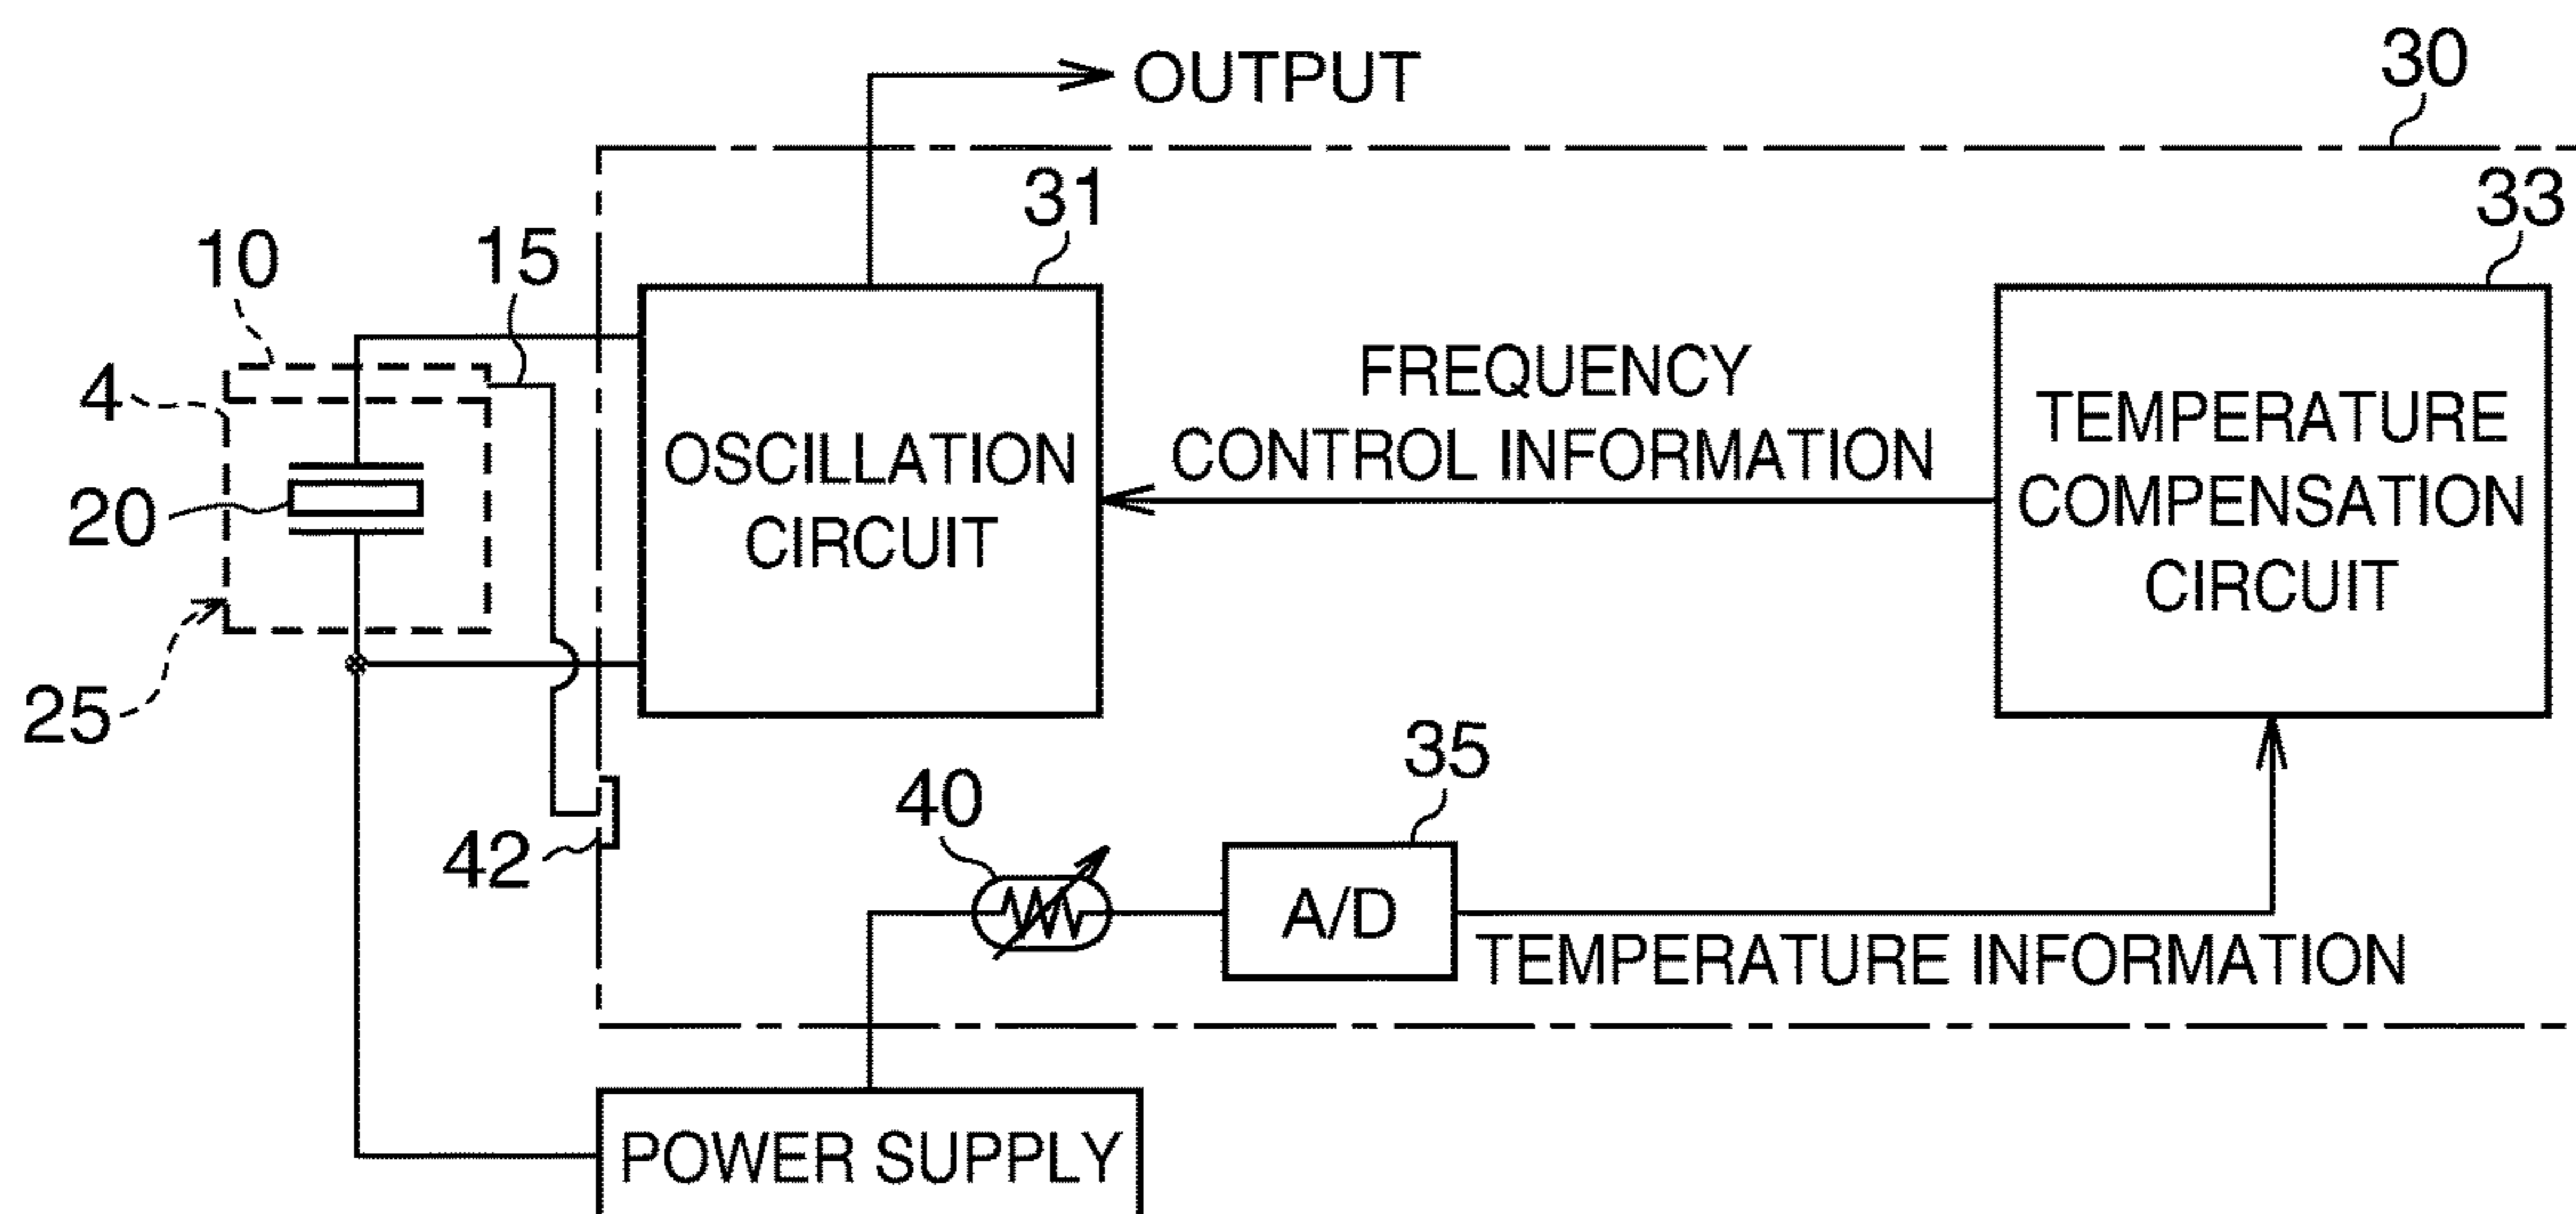 OUTPUT
30
31
33
10
15
4
20
25
OSCILLATION
CIRCUIT
FREQUENCY
CONTROL INFORMATION
TEMPERATURE
COMPENSATION
CIRCUIT
42
40
35
A/D
TEMPERATURE INFORMATION
POWER SUPPLY